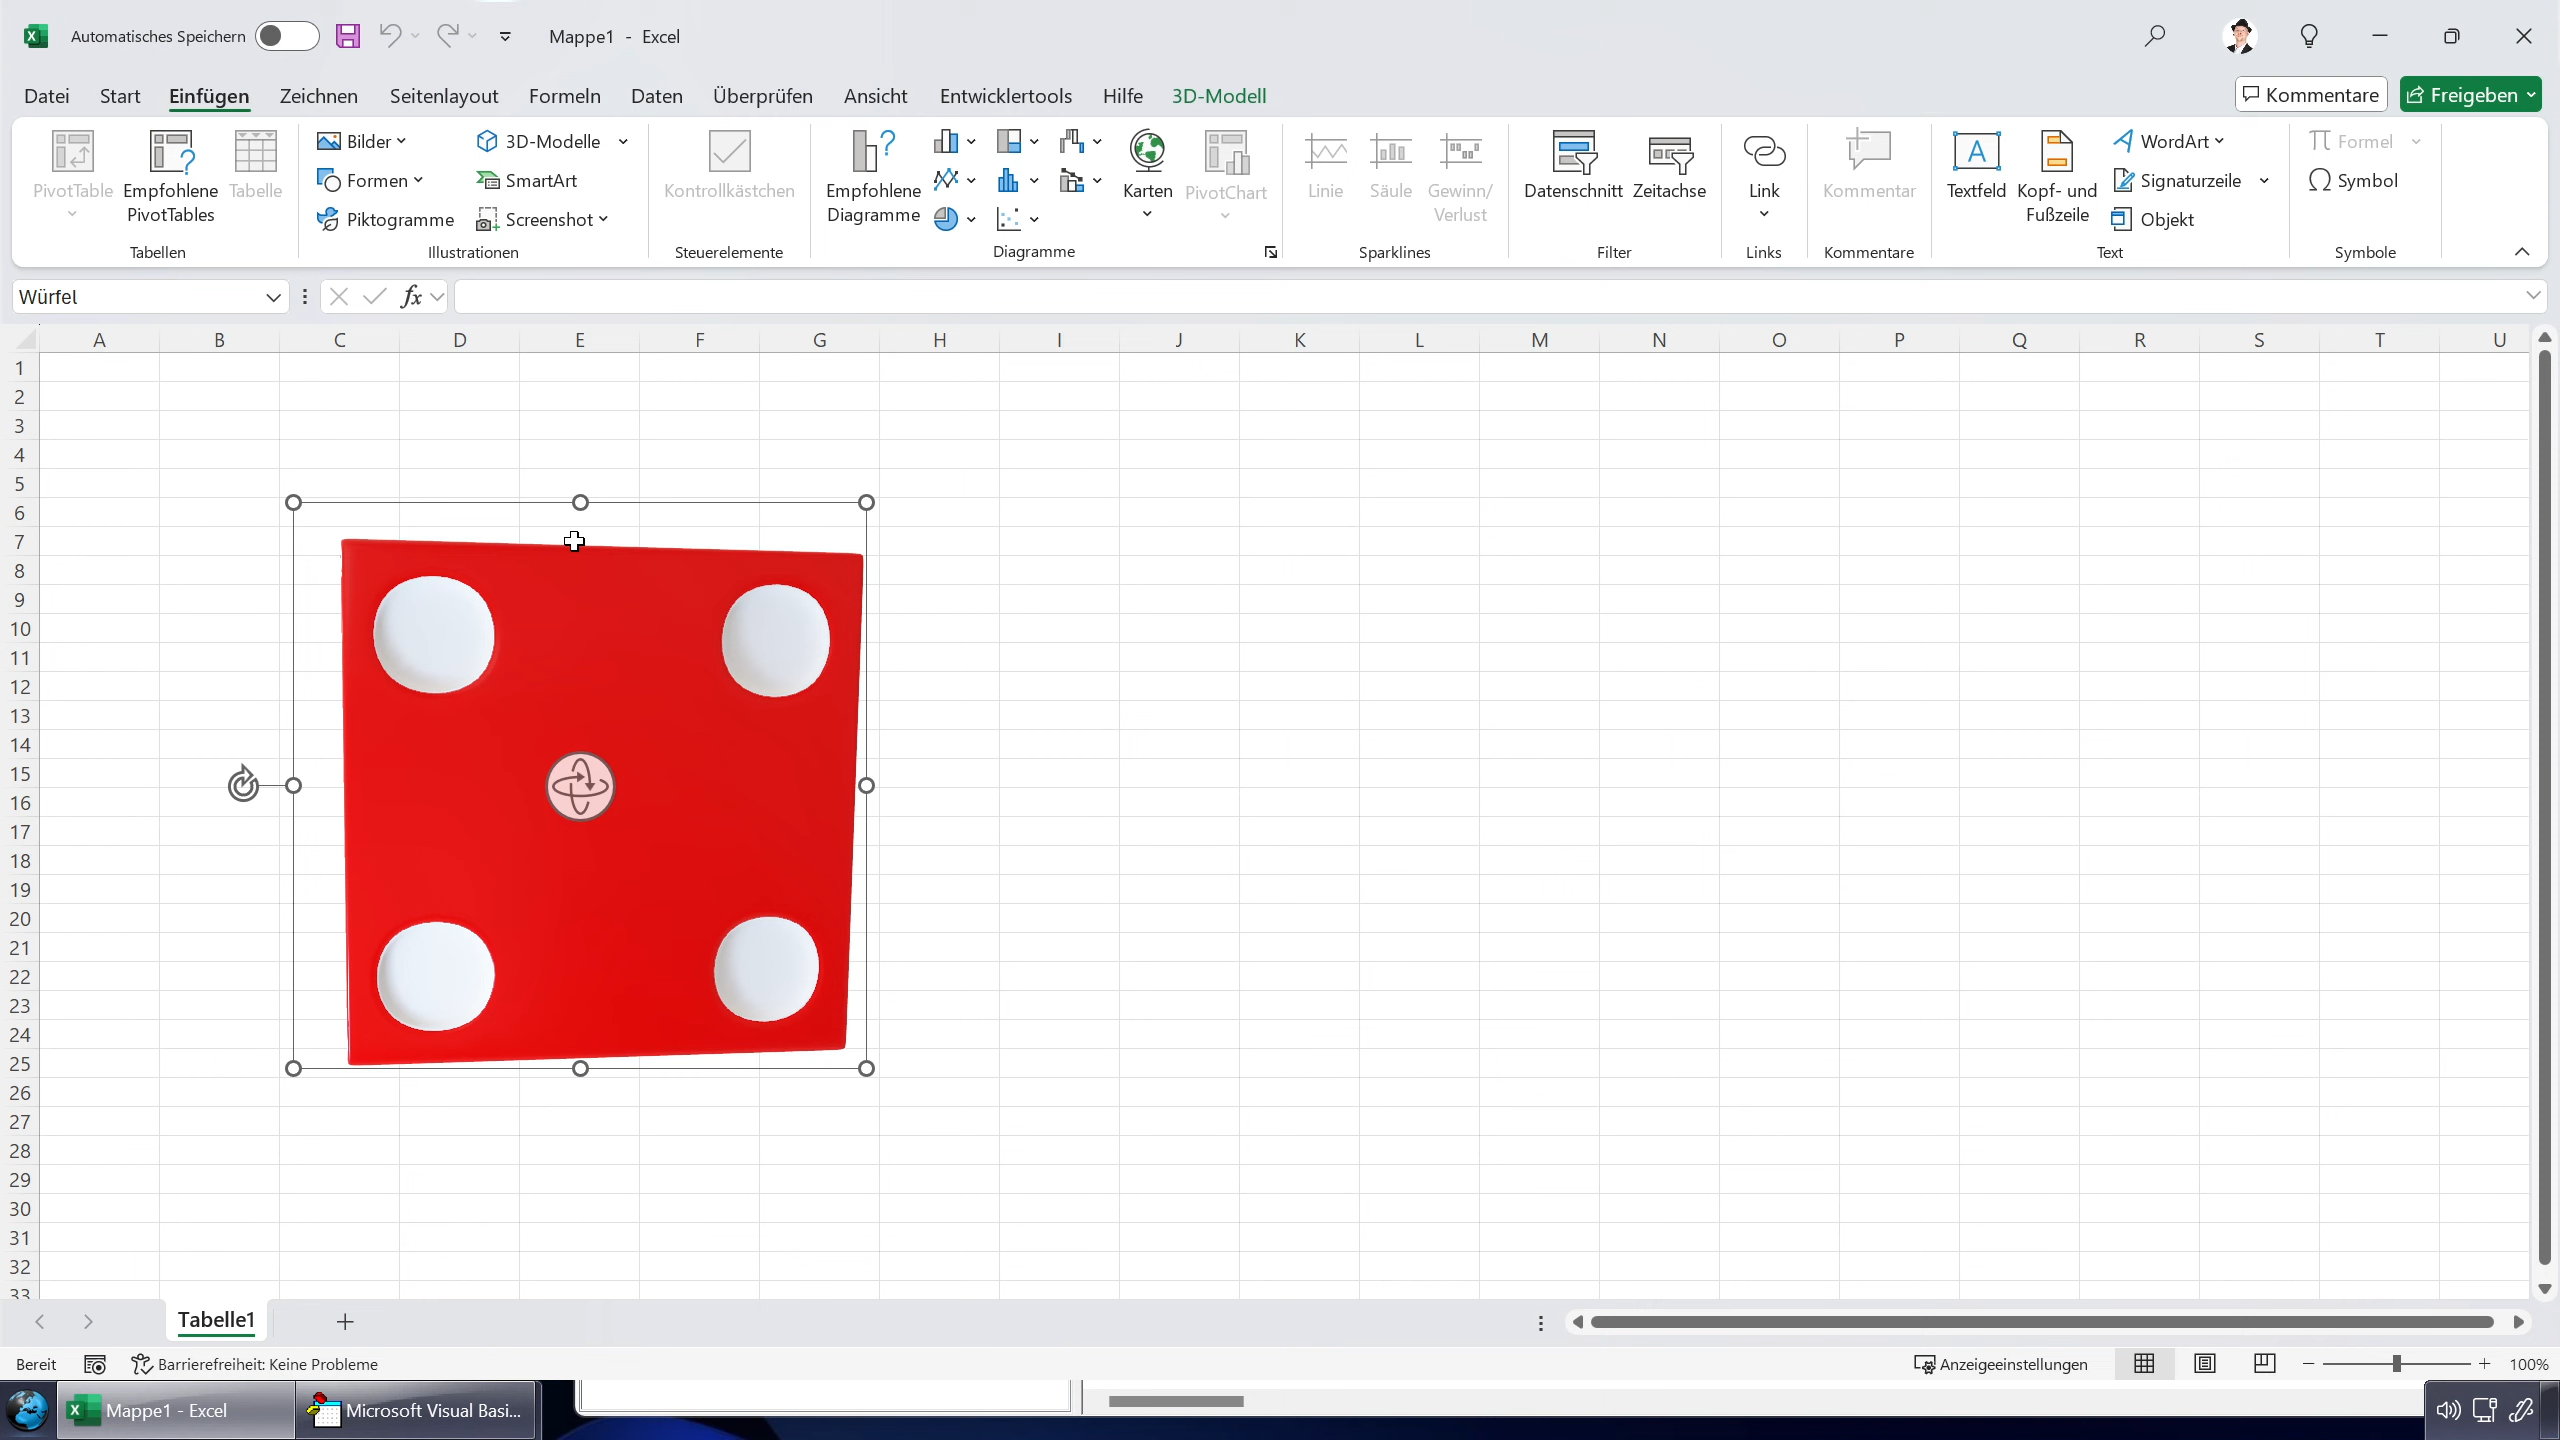 Automatisches Speichern Mappe1 - Excel
Datei Start Einfügen Zeichnen Seitenlayout Formeln Daten Überprüfen Ansicht Entwicklertools Hilfe 3D-Modell Kommentare Freigeben
PivotTable
Empfohlene
PivotTables
Tabelle
Tabellen
Bilder
Formen
Piktogramme
3D-Modelle
SmartArt
Screenshot
Illustrationen
Kontrollkästchen
Steuerelemente
Empfohlene
Diagramme
Karten
PivotChart
Diagramme
Linie
Säule
Gewinn/
Verlust
Sparklines
Datenschnitt
Zeitachse
Filter
Link
Links
Kommentar
Kommentare
Textfeld
Kopf- und
Fußzeile
WordArt
Signaturzeile
Objekt
Text
Formel
Symbol
Symbole
Würfel
fx
A B C D E F G H I J K L M N O P Q R S T U
1
2
3
4
5
6
7
8
9
10
11
12
13
14
15
16
17
18
19
20
21
22
23
24
25
26
27
28
29
30
31
32
33
Tabelle1
Bereit Barrierefreiheit: Keine Probleme Anzeigeeinstellungen 100%
Mappe1 - Excel Microsoft Visual Basi...